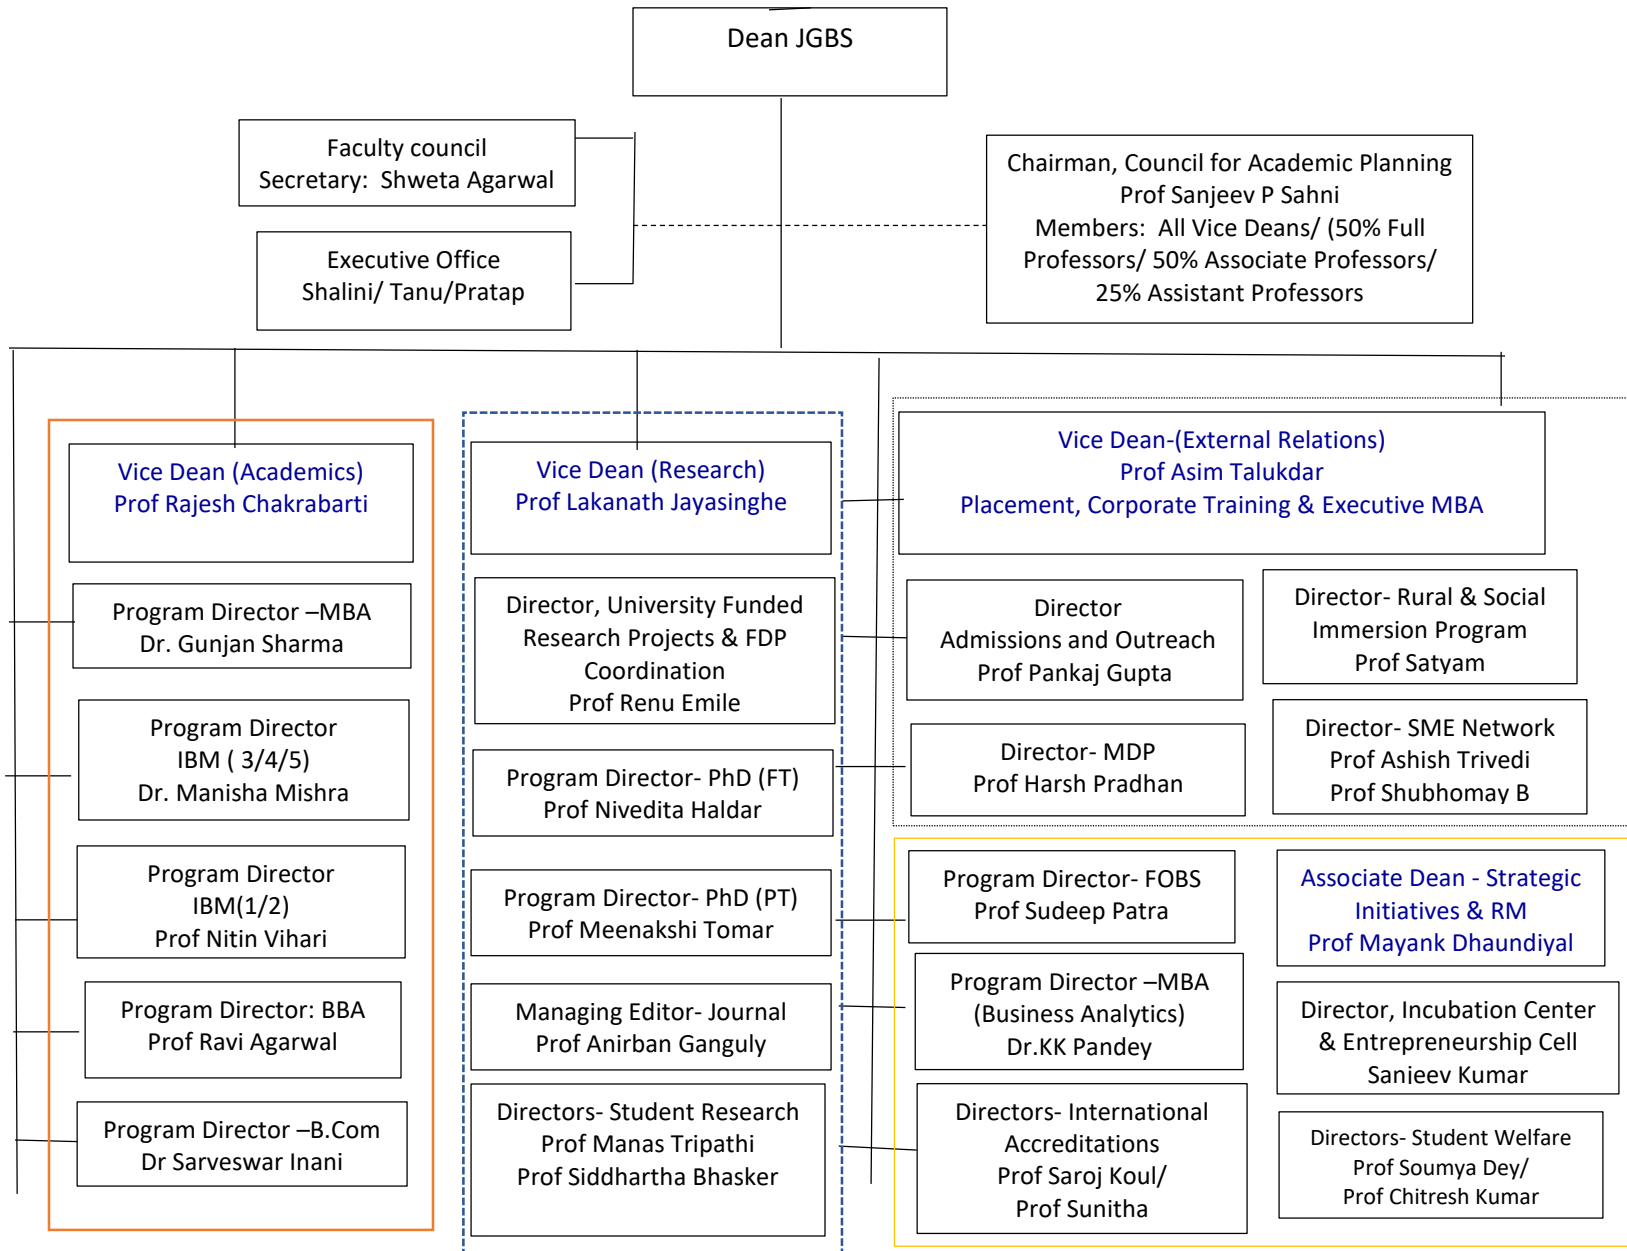 Dean JGBS
Faculty council
Secretary:  Shweta Agarwal
Executive Office
Shalini/ Tanu/Pratap
Chairman, Council for Academic Planning
Prof Sanjeev P Sahni
Members:  All Vice Deans/ (50% Full
Professors/ 50% Associate Professors/
25% Assistant Professors
Vice Dean (Academics)
Prof Rajesh Chakrabarti
Program Director –MBA
Dr. Gunjan Sharma
Program Director
IBM ( 3/4/5)
Dr. Manisha Mishra
Program Director
IBM(1/2)
Prof Nitin Vihari
Program Director: BBA
Prof Ravi Agarwal
Program Director –B.Com
Dr Sarveswar Inani
Vice Dean (Research)
Prof Lakanath Jayasinghe
Director, University Funded
Research Projects & FDP
Coordination
Prof Renu Emile
Program Director- PhD (FT)
Prof Nivedita Haldar
Program Director- PhD (PT)
Prof Meenakshi Tomar
Managing Editor- Journal
Prof Anirban Ganguly
Directors- Student Research
Prof Manas Tripathi
Prof Siddhartha Bhasker
Vice Dean-(External Relations)
Prof Asim Talukdar
Placement, Corporate Training & Executive MBA
Director
Admissions and Outreach
Prof Pankaj Gupta
Director- Rural & Social
Immersion Program
Prof Satyam
Director- MDP
Prof Harsh Pradhan
Director- SME Network
Prof Ashish Trivedi
Prof Shubhomay B
Program Director- FOBS
Prof Sudeep Patra
Associate Dean - Strategic
Initiatives & RM
Prof Mayank Dhaundiyal
Program Director –MBA
(Business Analytics)
Dr.KK Pandey
Director, Incubation Center
& Entrepreneurship Cell
Sanjeev Kumar
Directors- International
Accreditations
Prof Saroj Koul/
Prof Sunitha
Directors- Student Welfare
Prof Soumya Dey/
Prof Chitresh Kumar